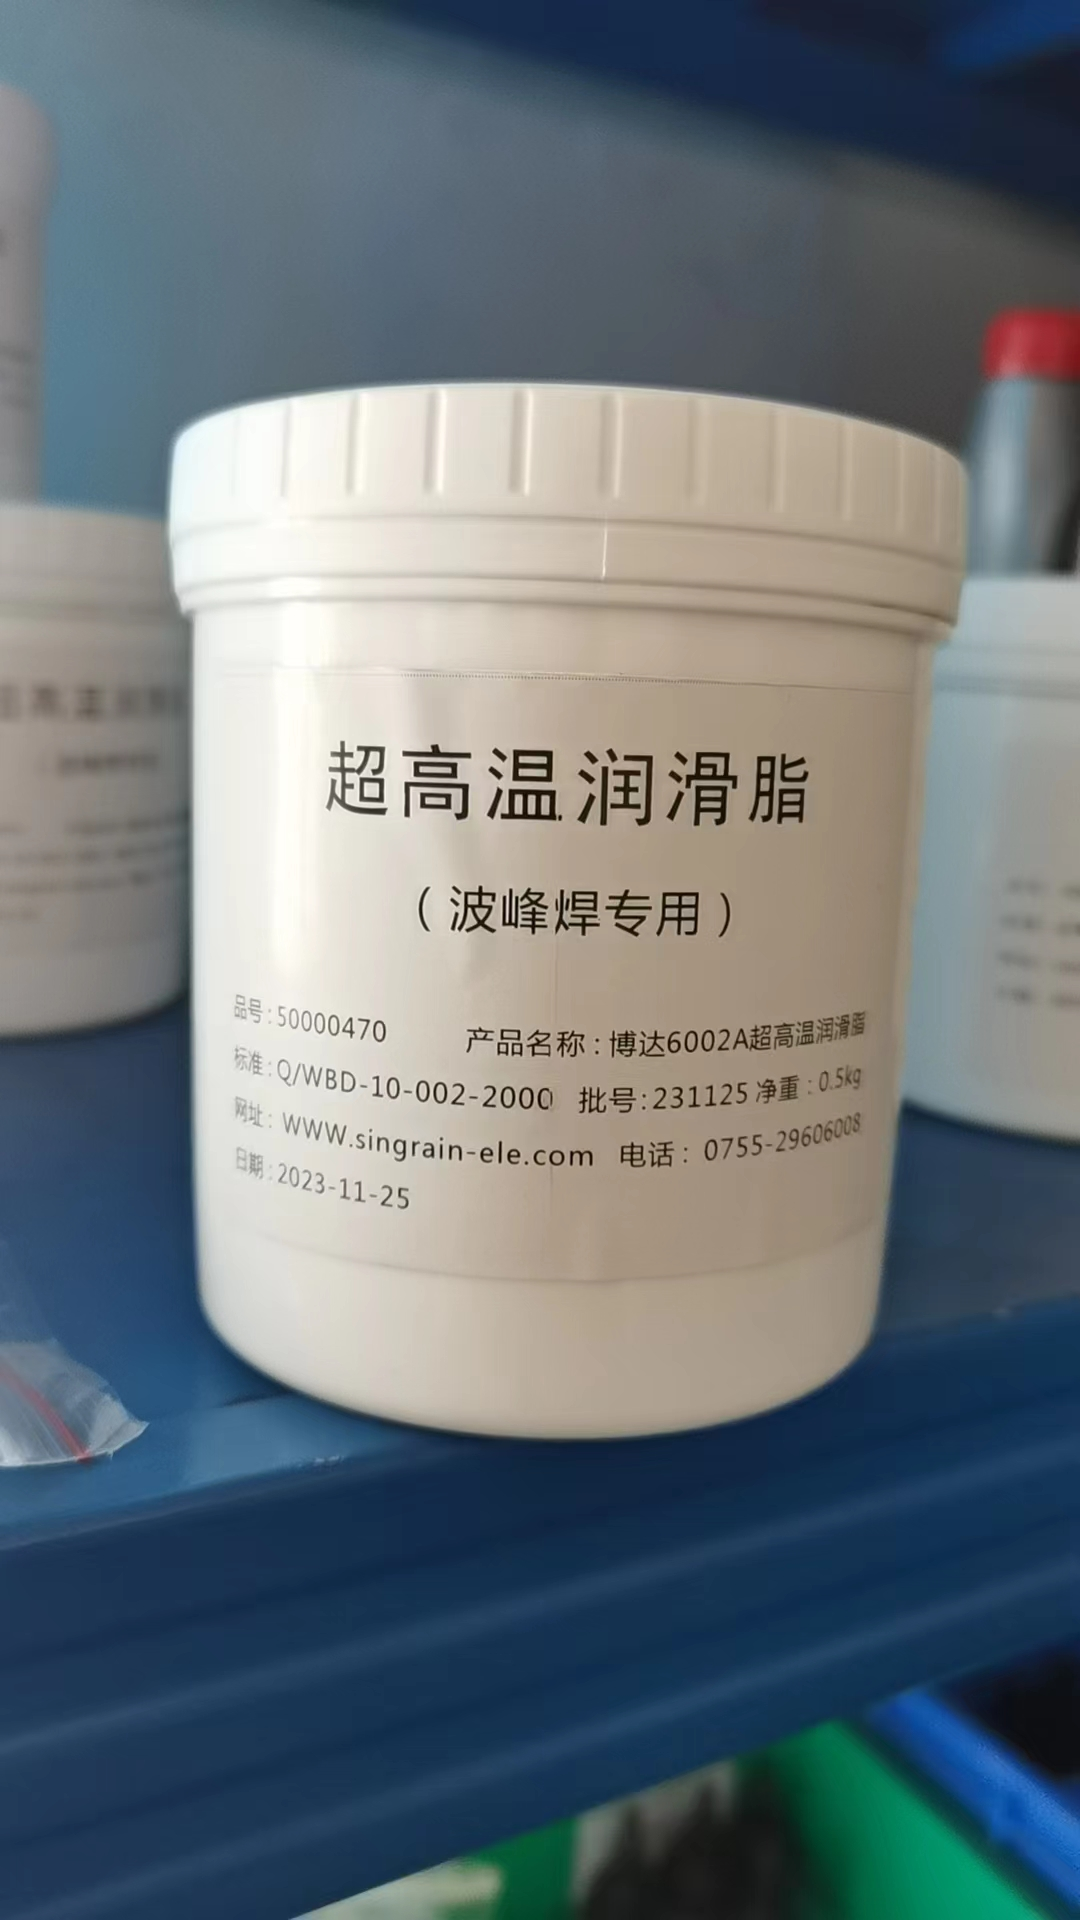 超高温润滑脂
（波峰焊专用）
品号:50000470 产品名称:博达6002A超高温润滑脂
标准:Q/WBD-10-002-2000 批号:231125 净重:0.5kg
网址: WWW.singrain-ele.com 电话: 0755-29606008
日期:2023-11-25